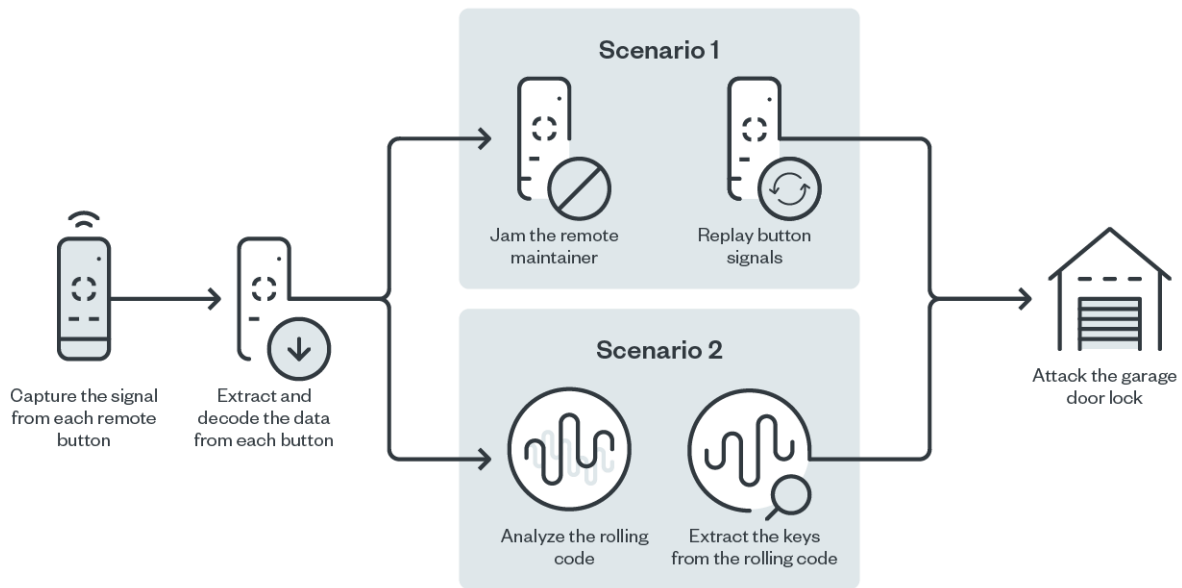 Scenario 1
Jam the remote
maintainer
Replay button
signals
Capture the signal
from each remote
button
Extract and
decode the data
from each button
Scenario 2
Analyze the rolling
code
Extract the keys
from the rolling code
Attack the garage
door lock